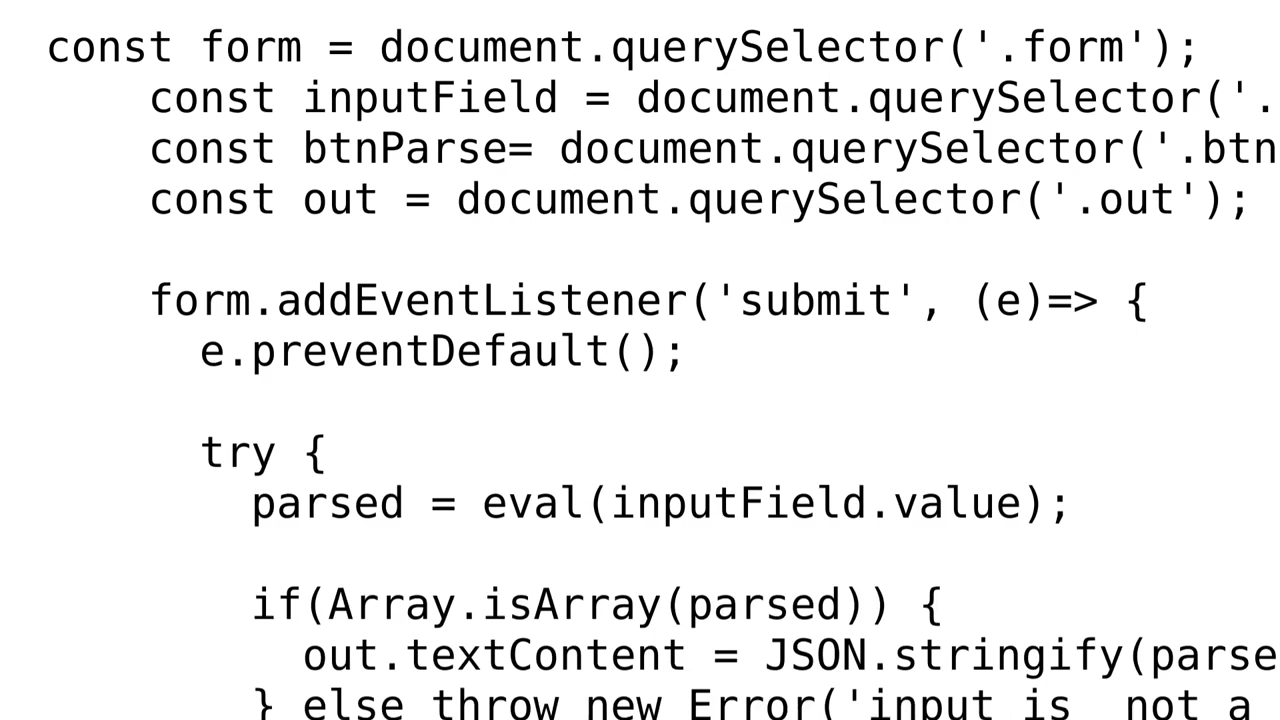 const form = document.querySelector('.form');
    const inputField = document.querySelector('.
    const btnParse= document.querySelector('.btn
    const out = document.querySelector('.out');

    form.addEventListener('submit', (e)=> {
      e.preventDefault();

      try {
        parsed = eval(inputField.value);

        if(Array.isArray(parsed)) {
          out.textContent = JSON.stringify(parse
        } else throw new Error('input is  not a